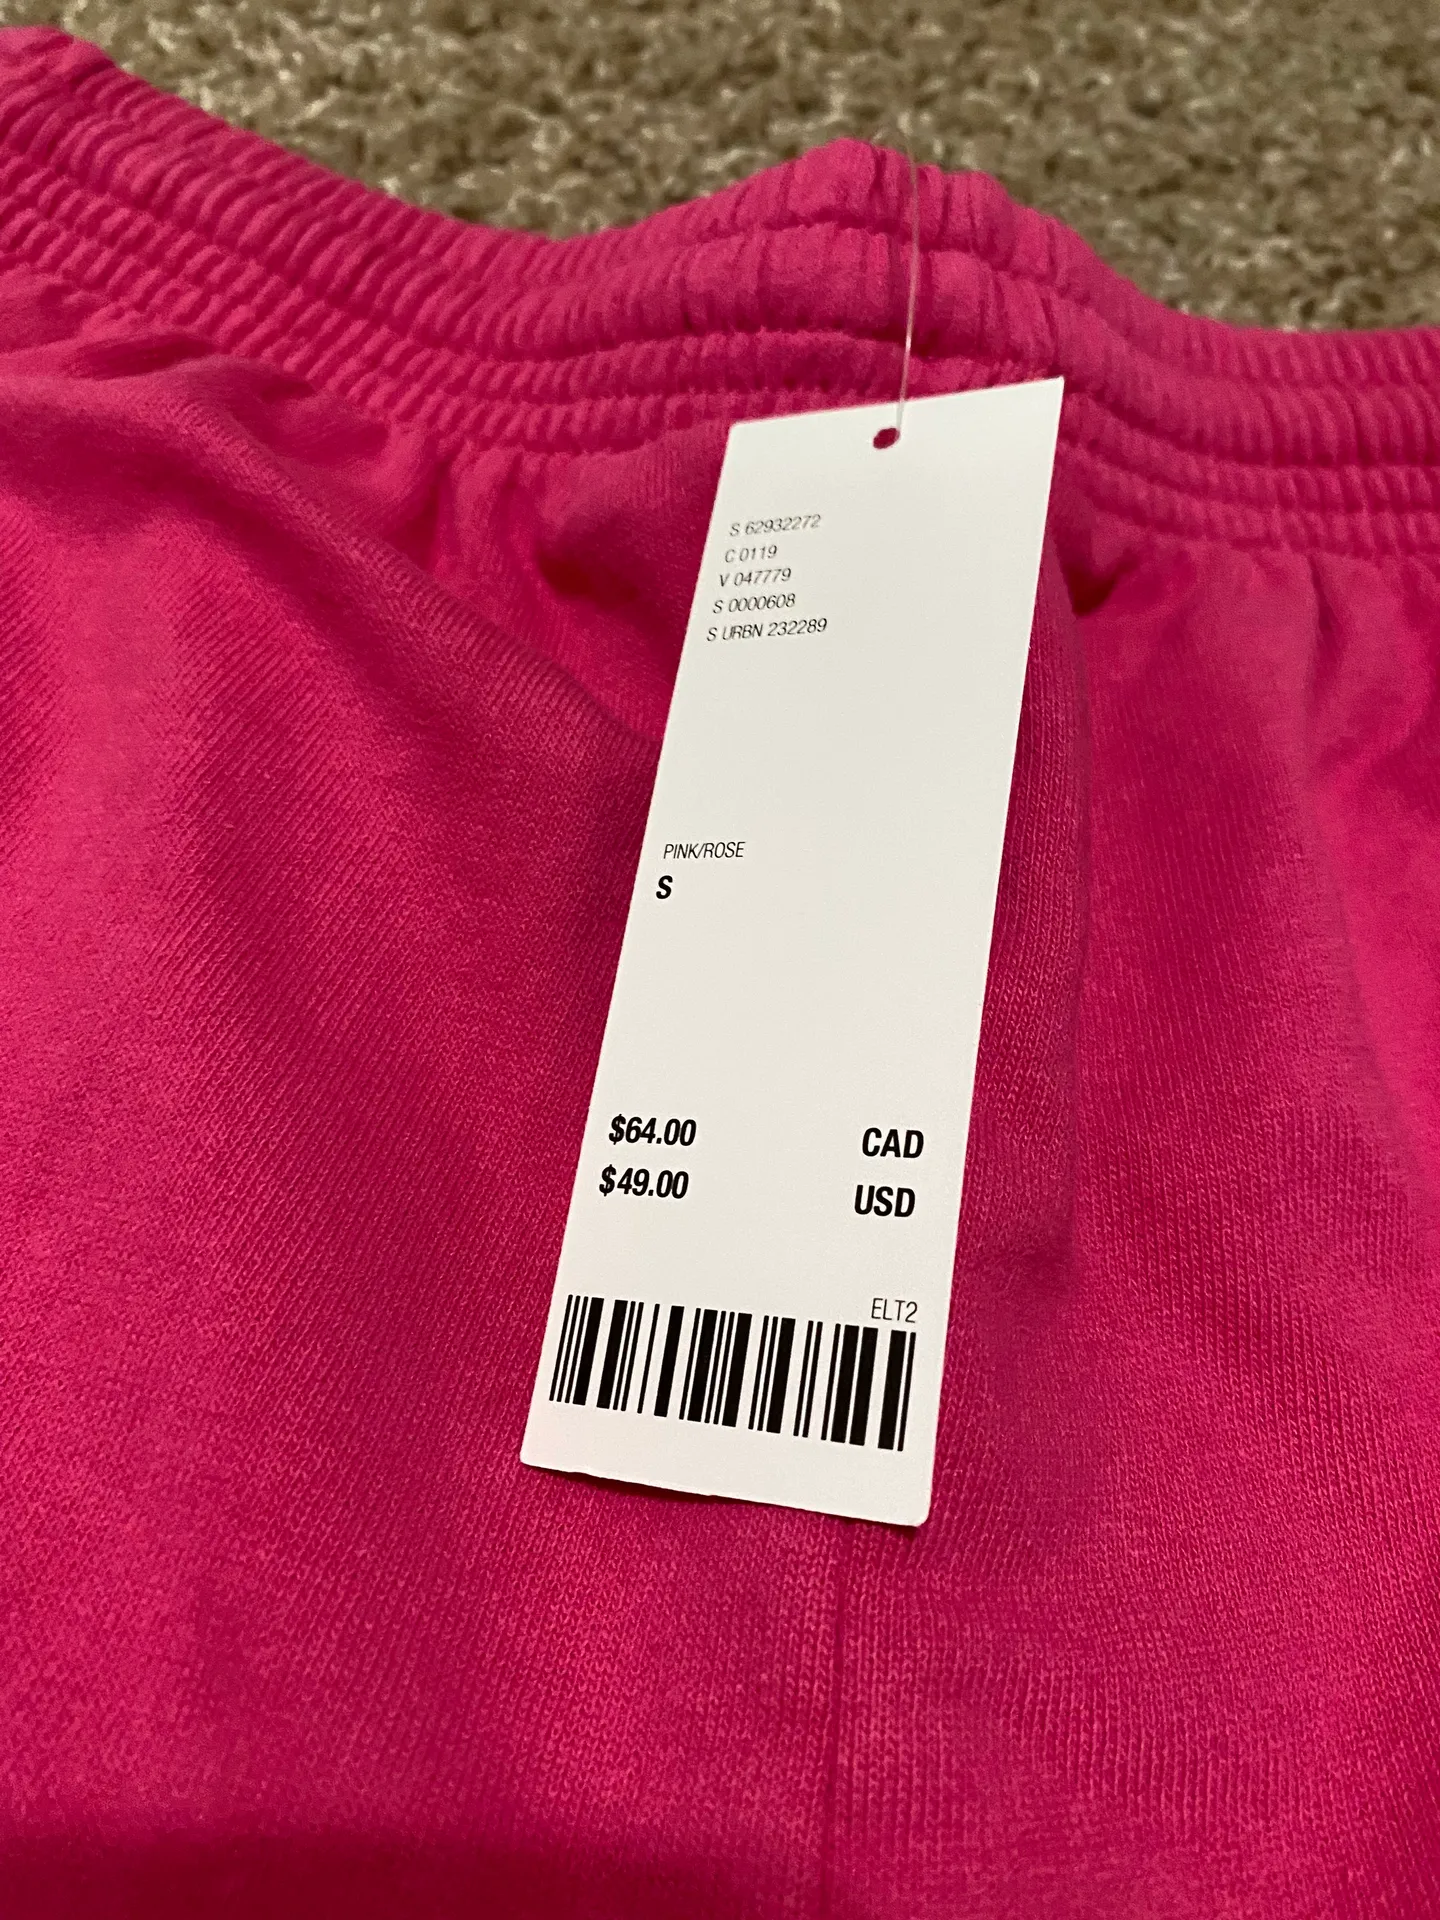 S 62932272
C 0119
V 047779
S 0000608
S URBN 232289
PINK/ROSE
S
$64.00 CAD
$49.00 USD
ELT2